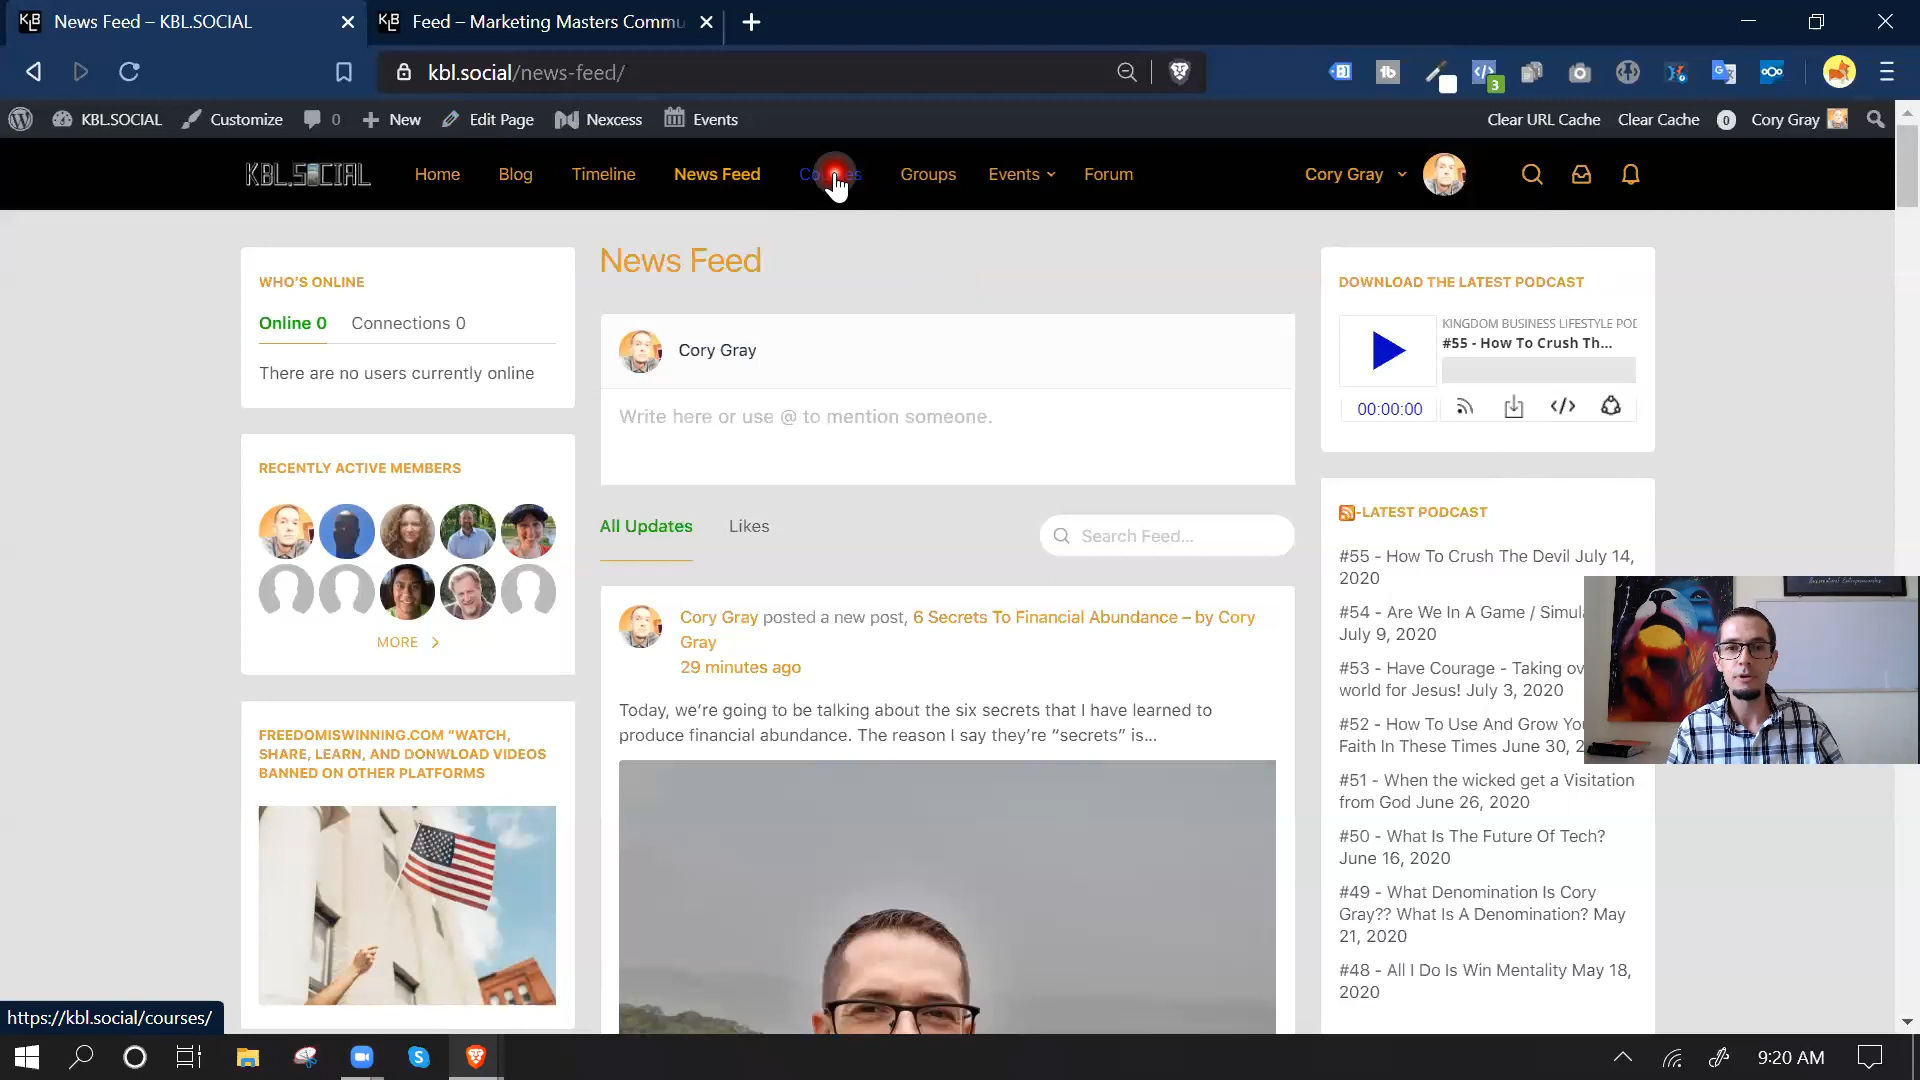 News Feed – KBL.SOCIAL
Feed – Marketing Masters Commu
kbl.social/news-feed/
3
KBL.SOCIAL
Customize
0
New
Edit Page
Nexcess
Events
Clear URL Cache
Clear Cache
0
Cory Gray
KBL.SOCIAL
Home
Blog
Timeline
News Feed
Courses
Groups
Events
Forum
Cory Gray
WHO'S ONLINE
Online 0
Connections 0
There are no users currently online
RECENTLY ACTIVE MEMBERS
MORE
FREEDOMISWINNING.COM “WATCH,
SHARE, LEARN, AND DONWLOAD VIDEOS
BANNED ON OTHER PLATFORMS
News Feed
Cory Gray
Write here or use @ to mention someone.
All Updates
Likes
Search Feed...
Cory Gray posted a new post, 6 Secrets To Financial Abundance – by Cory
Gray
29 minutes ago
Today, we’re going to be talking about the six secrets that I have learned to
produce financial abundance. The reason I say they’re “secrets” is...
DOWNLOAD THE LATEST PODCAST
KINGDOM BUSINESS LIFESTYLE POD
#55 - How To Crush Th...
00:00:00
-LATEST PODCAST
#55 - How To Crush The Devil July 14,
2020
#54 - Are We In A Game / Simula
July 9, 2020
#53 - Have Courage - Taking ov
world for Jesus! July 3, 2020
#52 - How To Use And Grow You
Faith In These Times June 30, 2
#51 - When the wicked get a Visitation
from God June 26, 2020
#50 - What Is The Future Of Tech?
June 16, 2020
#49 - What Denomination Is Cory
Gray?? What Is A Denomination? May
21, 2020
#48 - All I Do Is Win Mentality May 18,
2020
https://kbl.social/courses/
9:20 AM